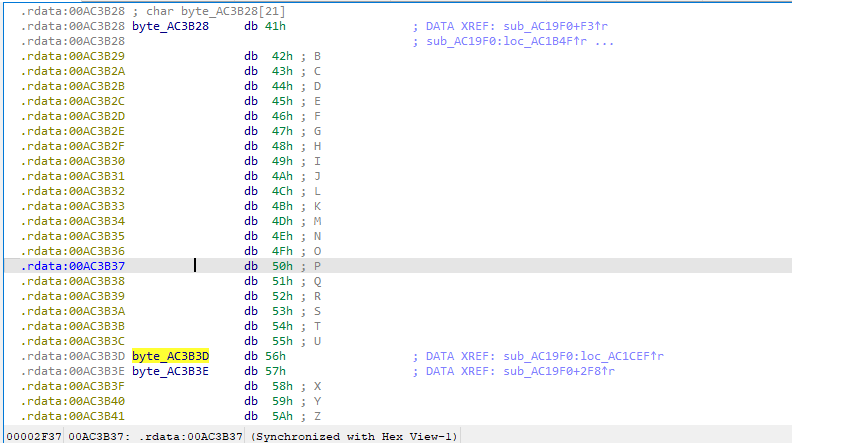 .rdata:00AC3B28 ; char byte_AC3B28[21]
.rdata:00AC3B28 byte_AC3B28 db 41h ; DATA XREF: sub_AC19F0+F3↑r
.rdata:00AC3B28 ; sub_AC19F0:loc_AC1B4F↑r ...
.rdata:00AC3B29 db 42h ; B
.rdata:00AC3B2A db 43h ; C
.rdata:00AC3B2B db 44h ; D
.rdata:00AC3B2C db 45h ; E
.rdata:00AC3B2D db 46h ; F
.rdata:00AC3B2E db 47h ; G
.rdata:00AC3B2F db 48h ; H
.rdata:00AC3B30 db 49h ; I
.rdata:00AC3B31 db 4Ah ; J
.rdata:00AC3B32 db 4Ch ; L
.rdata:00AC3B33 db 4Bh ; K
.rdata:00AC3B34 db 4Dh ; M
.rdata:00AC3B35 db 4Eh ; N
.rdata:00AC3B36 db 4Fh ; O
.rdata:00AC3B37 db 50h ; P
.rdata:00AC3B38 db 51h ; Q
.rdata:00AC3B39 db 52h ; R
.rdata:00AC3B3A db 53h ; S
.rdata:00AC3B3B db 54h ; T
.rdata:00AC3B3C db 55h ; U
.rdata:00AC3B3D byte_AC3B3D db 56h ; DATA XREF: sub_AC19F0:loc_AC1CEF↑r
.rdata:00AC3B3E byte_AC3B3E db 57h ; DATA XREF: sub_AC19F0+2F8↑r
.rdata:00AC3B3F db 58h ; X
.rdata:00AC3B40 db 59h ; Y
.rdata:00AC3B41 db 5Ah ; Z
00002F37 00AC3B37: .rdata:00AC3B37 (Synchronized with Hex View-1)